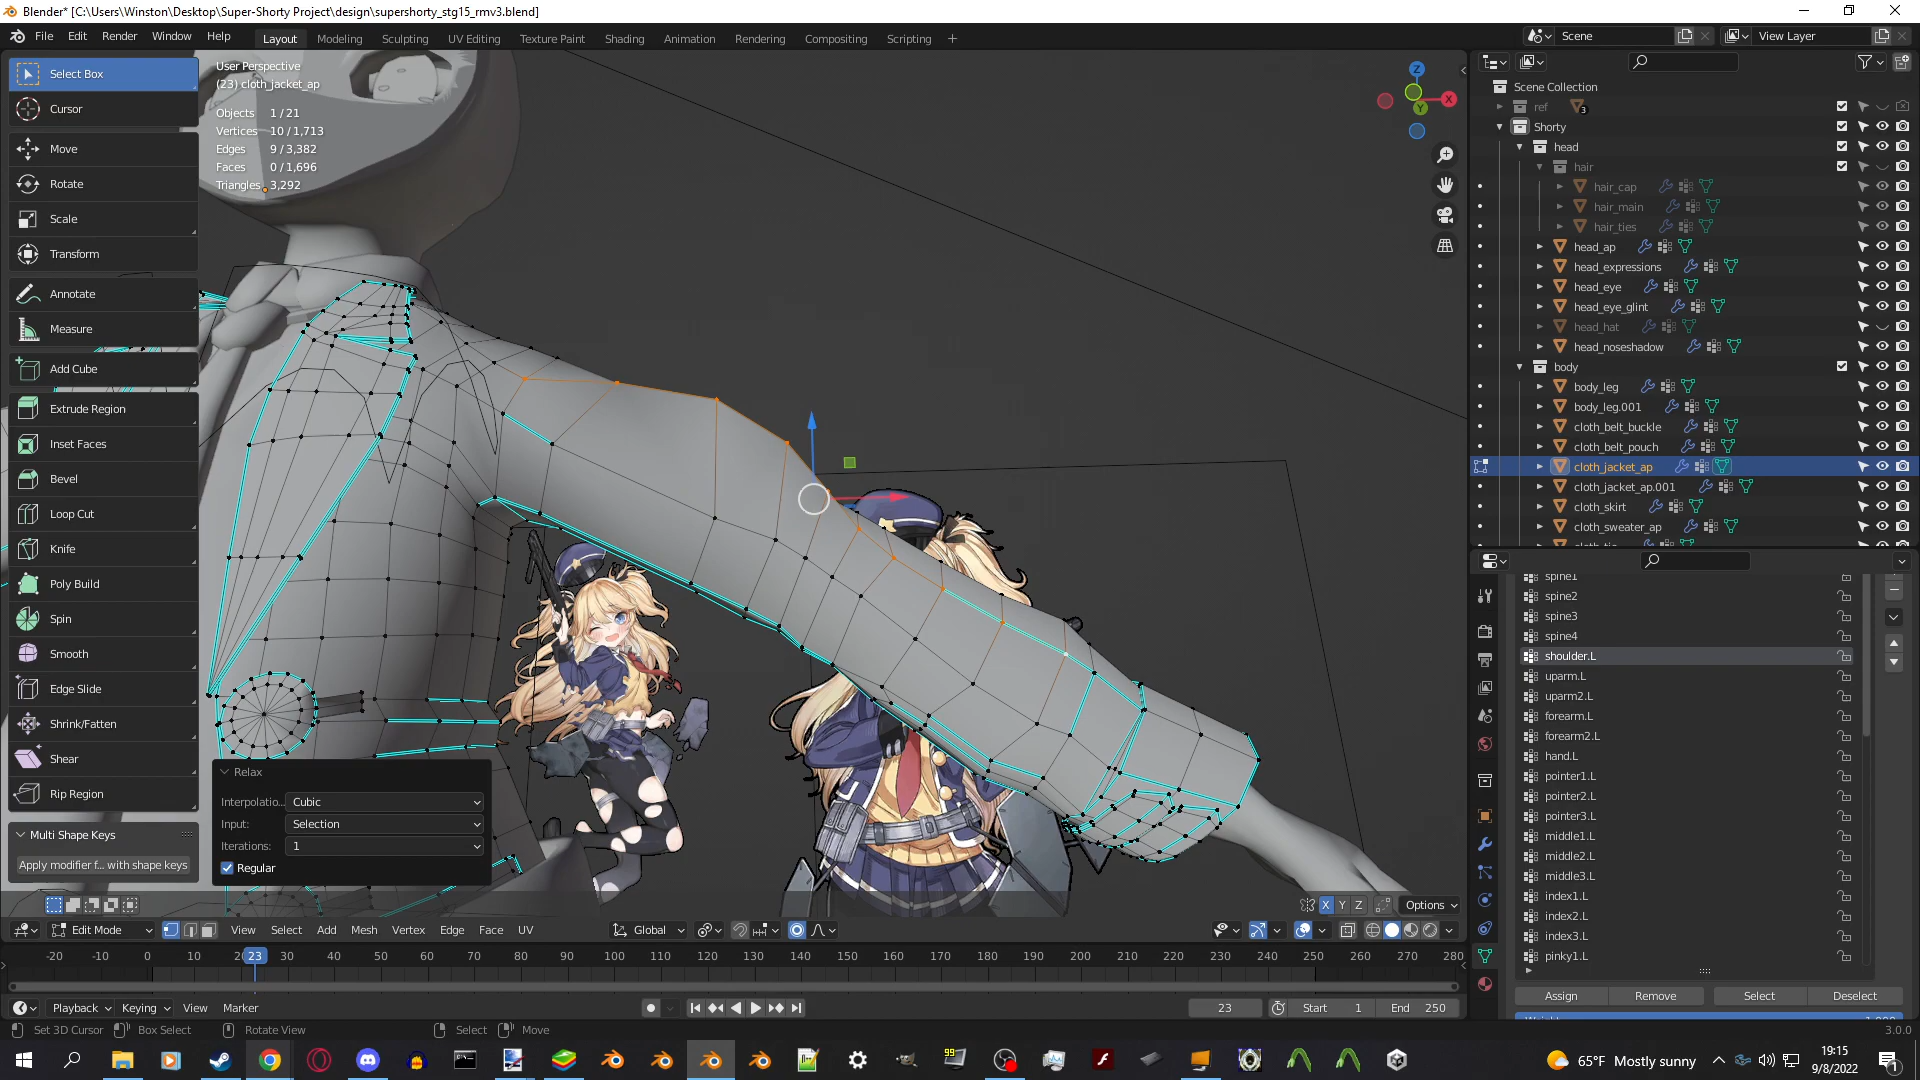 Blender* [C:\Users\Winston\Desktop\Super-Shorty Project\design\supershorty_stg15_rmv3.blend]
File Edit Render Window Help
Layout Modeling Sculpting UV Editing Texture Paint Shading Animation Rendering Compositing Scripting
Scene
View Layer
Select Box
Cursor
Move
Rotate
Scale
Transform
Annotate
Measure
Add Cube
Extrude Region
Inset Faces
Bevel
Loop Cut
Knife
Poly Build
Spin
Smooth
Edge Slide
Shrink/Fatten
Shear
Rip Region
Multi Shape Keys
Apply modifier f... with shape keys
User Perspective
(23) cloth_jacket_ap
Objects 1 / 21
Vertices 10 / 1,713
Edges 9 / 3,382
Faces 0 / 1,696
Triangles 3,292
Z
X
Y
Relax
Interpolatio... Cubic
Input: Selection
Iterations: 1
Regular
X Y Z Options
Edit Mode View Select Add Mesh Vertex Edge Face UV Global
Scene Collection
ref 3
Shorty
head
hair
hair_cap
hair_main
hair_ties
head_ap
head_expressions
head_eye
head_eye_glint
head_hat
head_noseshadow
body
body_leg
body_leg.001
cloth_belt_buckle
cloth_belt_pouch
cloth_jacket_ap
cloth_jacket_ap.001
cloth_skirt
cloth_sweater_ap
spine1
spine2
spine3
spine4
shoulder.L
uparm.L
uparm2.L
forearm.L
forearm2.L
hand.L
pointer1.L
pointer2.L
pointer3.L
middle1.L
middle2.L
middle3.L
index1.L
index2.L
index3.L
pinky1.L
Assign Remove Select Deselect
-20 -10 0 10 23 30 40 50 60 70 80 90 100 110 120 130 140 150 160 170 180 190 200 210 220 230 240 250 260 270 280
Playback Keying View Marker
23 Start 1 End 250
Set 3D Cursor Box Select Rotate View Select Move
3.0.0
99
65°F Mostly sunny
19:15
9/8/2022
1